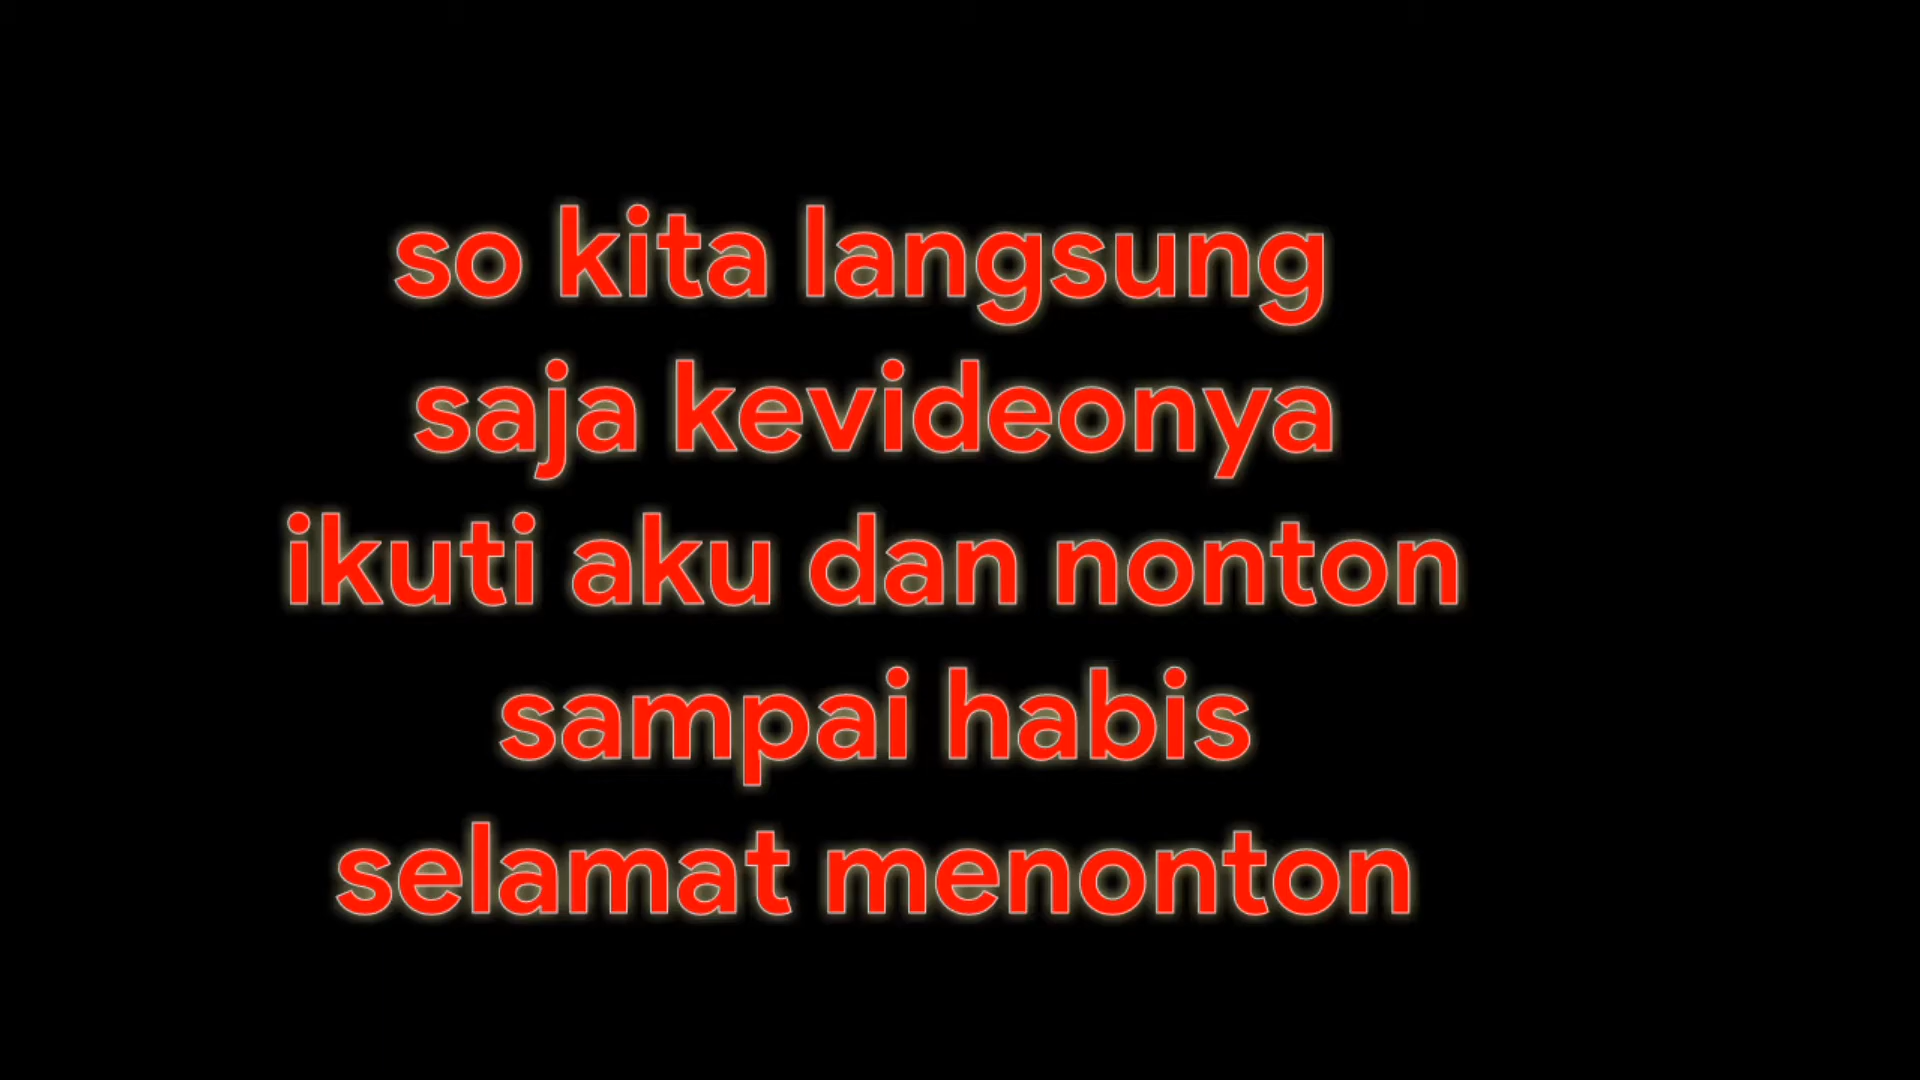 so kita langsung
saja kevideonya
ikuti aku dan nonton
sampai habis
selamat menonton